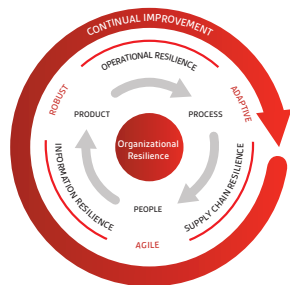 CONTINUAL IMPROVEMENT
OPERATIONAL RESILIENCE
ROBUST
ADAPTIVE
PRODUCT
PROCESS
Organizational
Resilience
INFORMATION RESILIENCE
SUPPLY CHAIN RESILIENCE
PEOPLE
AGILE